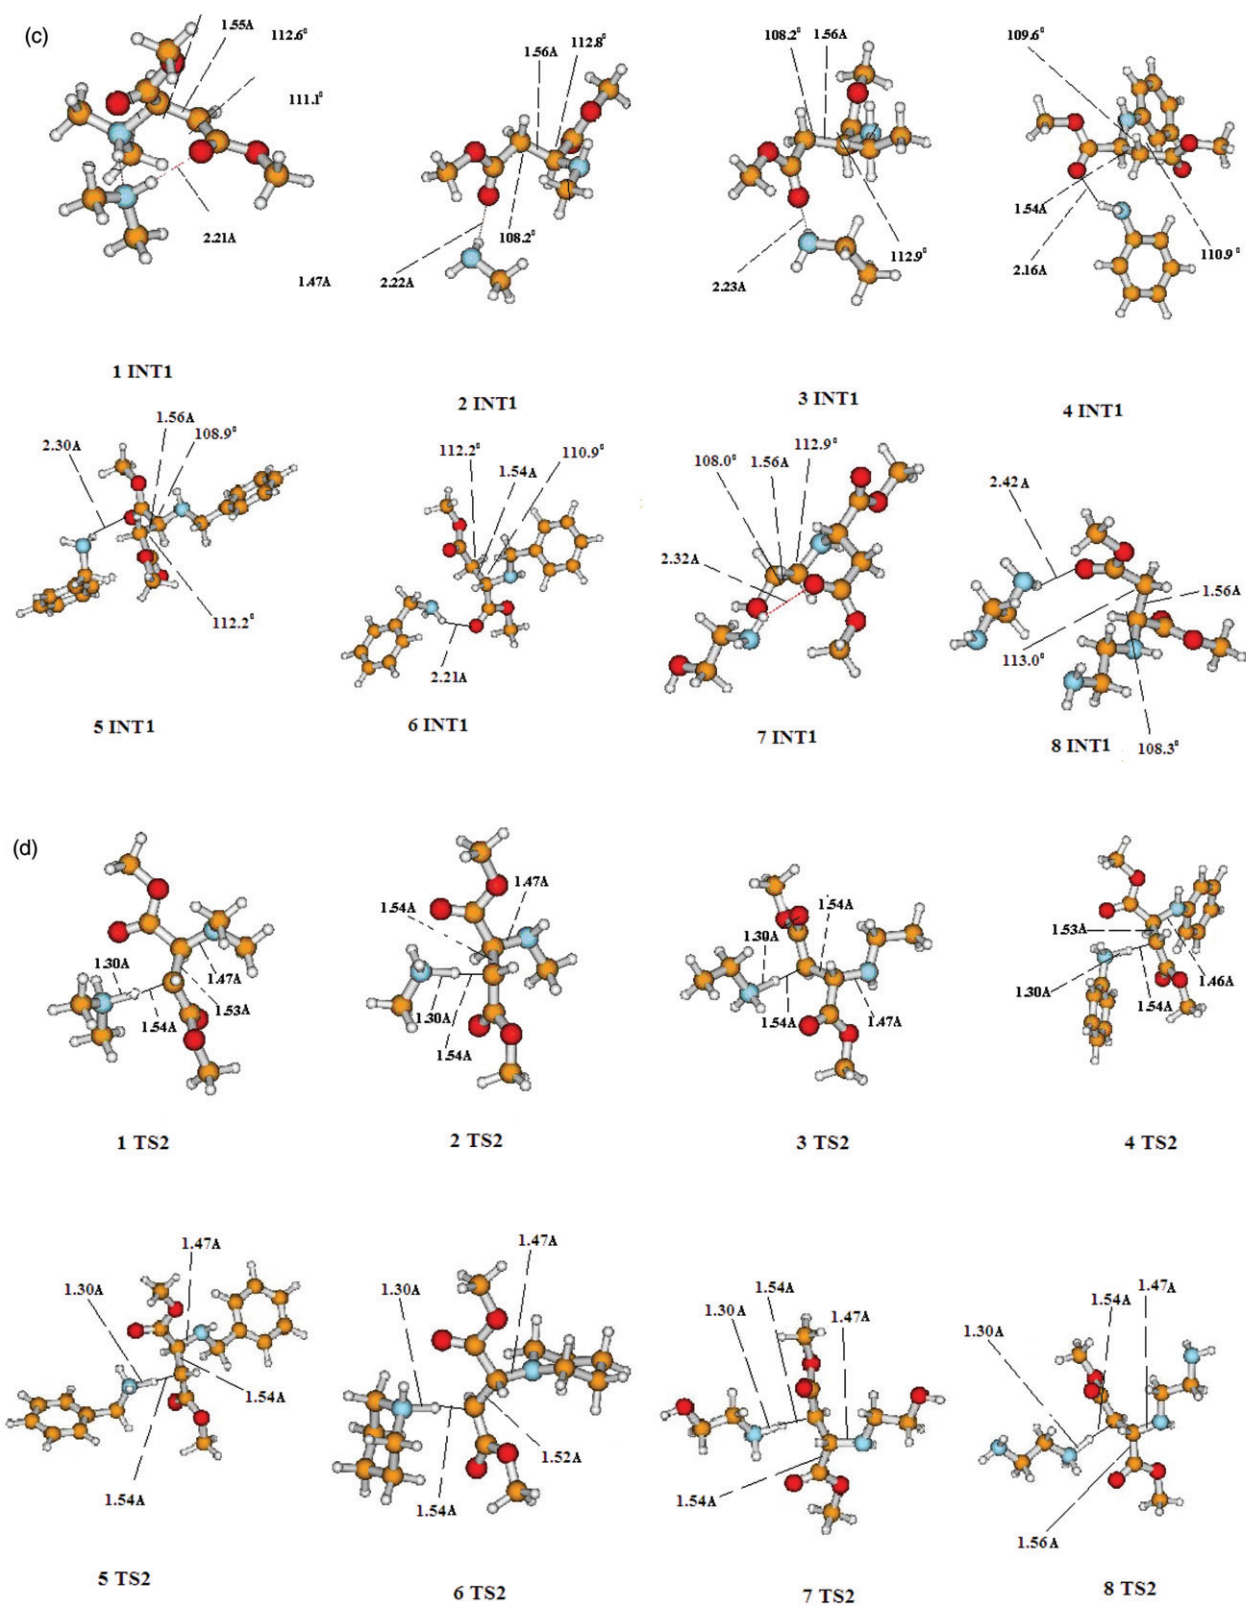 (c)
1.55A
112.6°
111.1°
2.21A
1.47A
1 INT1
1.56A
112.8°
108.2°
2.22A
2 INT1
108.2°
1.56A
2.23A
112.9°
3 INT1
109.6°
1.54A
2.16A
110.9°
4 INT1
1.56A
2.30A
108.9°
112.2°
5 INT1
112.2°
110.9°
1.54A
2.21A
6 INT1
112.9°
108.0°
1.56A
2.32A
7 INT1
2.42A
1.56A
113.0°
108.3°
8 INT1
(d)
1.30A
1.47A
1.54A
1.53A
1 TS2
1.47A
1.54A
1.30A
1.54A
2 TS2
1.54A
1.30A
1.54A
1.47A
3 TS2
1.53A
1.30A
1.46A
1.54A
4 TS2
1.47A
1.30A
1.54A
1.54A
5 TS2
1.47A
1.30A
1.52A
1.54A
6 TS2
1.54A
1.30A
1.47A
1.54A
7 TS2
1.47A
1.54A
1.30A
1.56A
8 TS2